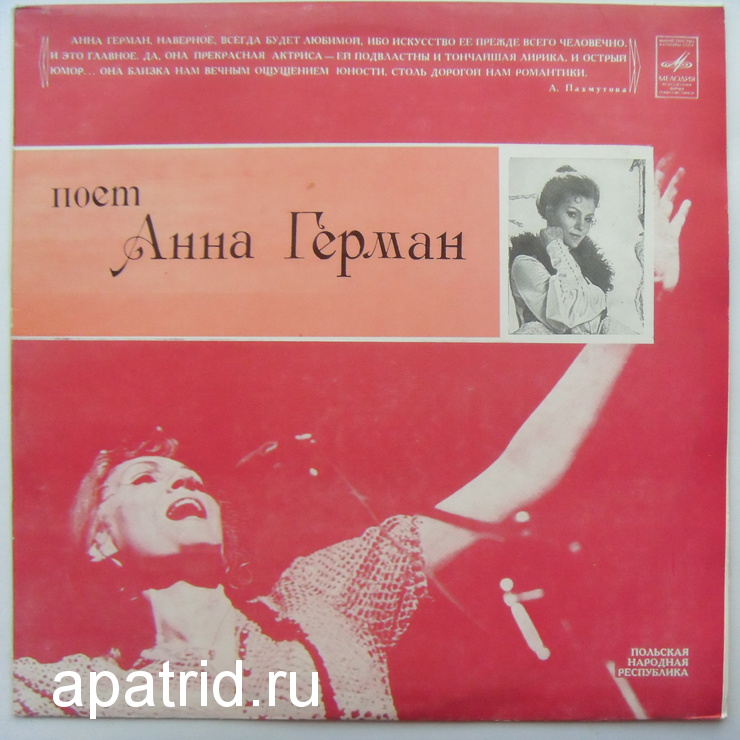 АННА ГЕРМАН, НАВЕРНОЕ, ВСЕГДА БУДЕТ ЛЮБИМОЙ, ИБО ИСКУССТВО ЕЕ ПРЕЖДЕ ВСЕГО ЧЕЛОВЕЧНО.
И ЭТО ГЛАВНОЕ. ДА, ОНА ПРЕКРАСНАЯ АКТРИСА — ЕЙ ПОДВЛАСТНЫ И ТОНЧАЙШАЯ ЛИРИКА, И ОСТРЫЙ
ЮМОР... ОНА БЛИЗКА НАМ ВЕЧНЫМ ОЩУЩЕНИЕМ ЮНОСТИ, СТОЛЬ ДОРОГОЙ НАМ РОМАНТИКИ.
А. Пахмутова
МЕЛОДИЯ
поет
Анна Герман
ПОЛЬСКАЯ
НАРОДНАЯ
РЕСПУБЛИКА
apatrid.ru